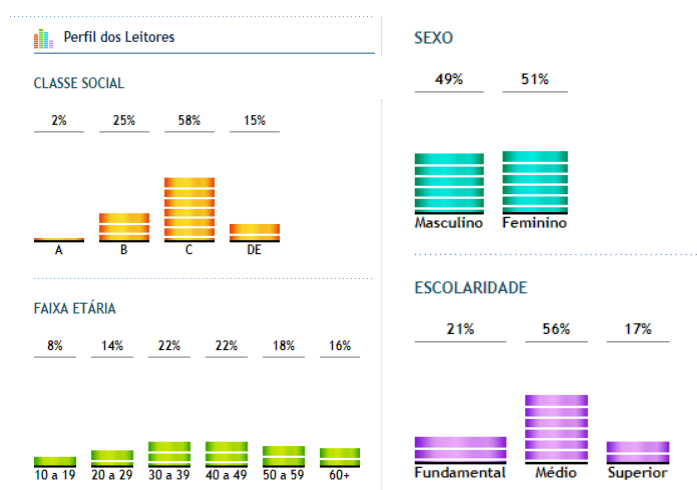 Perfil dos Leitores
CLASSE SOCIAL
2% 25% 58% 15%
A B C DE
FAIXA ETÁRIA
8% 14% 22% 22% 18% 16%
10 a 19 20 a 29 30 a 39 40 a 49 50 a 59 60+
SEXO
49% 51%
Masculino Feminino
ESCOLARIDADE
21% 56% 17%
Fundamental Médio Superior